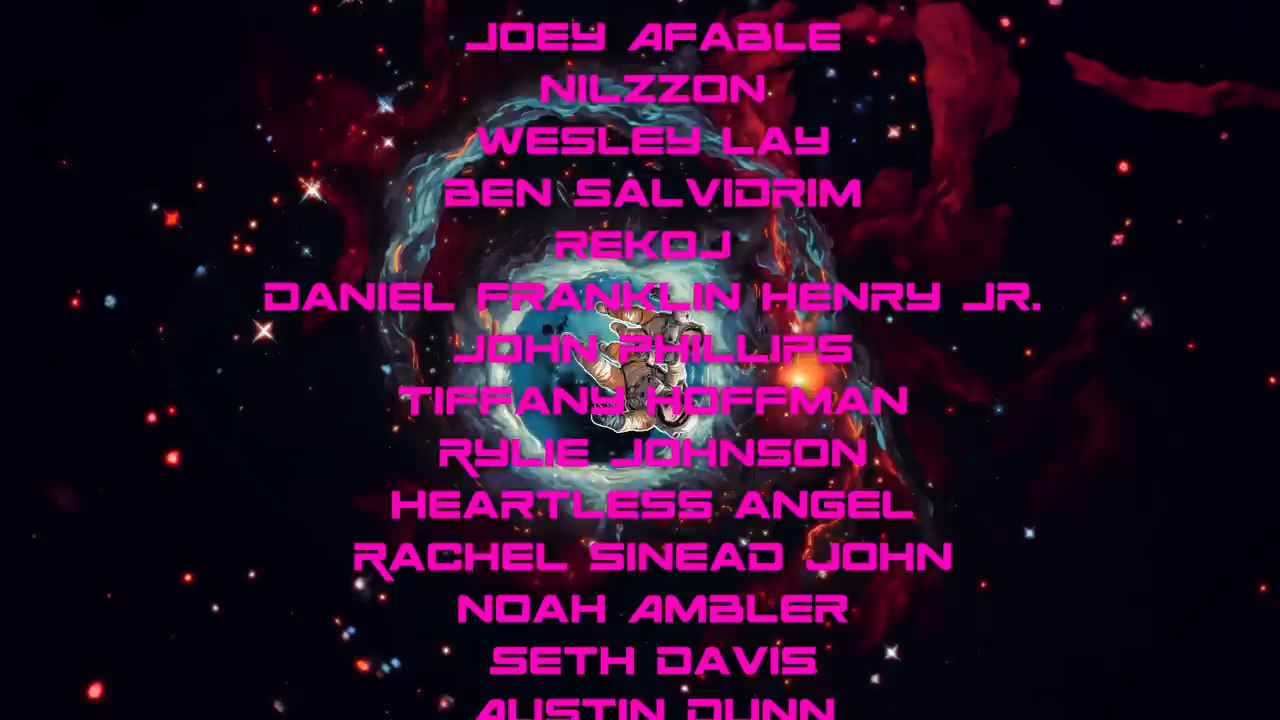 JOEY AFABLE
NILZZON
WESLEY LAY
BEN SALVIDRIM
REKOJ
DANIEL FRANKLIN HENRY JR.
JOHN PHILLIPS
TIFFANY HOFFMAN
RYLIE JOHNSON
HEARTLESS ANGEL
RACHEL SINEAD JOHN
NOAH AMBLER
SETH DAVIS
AUSTIN DUNN